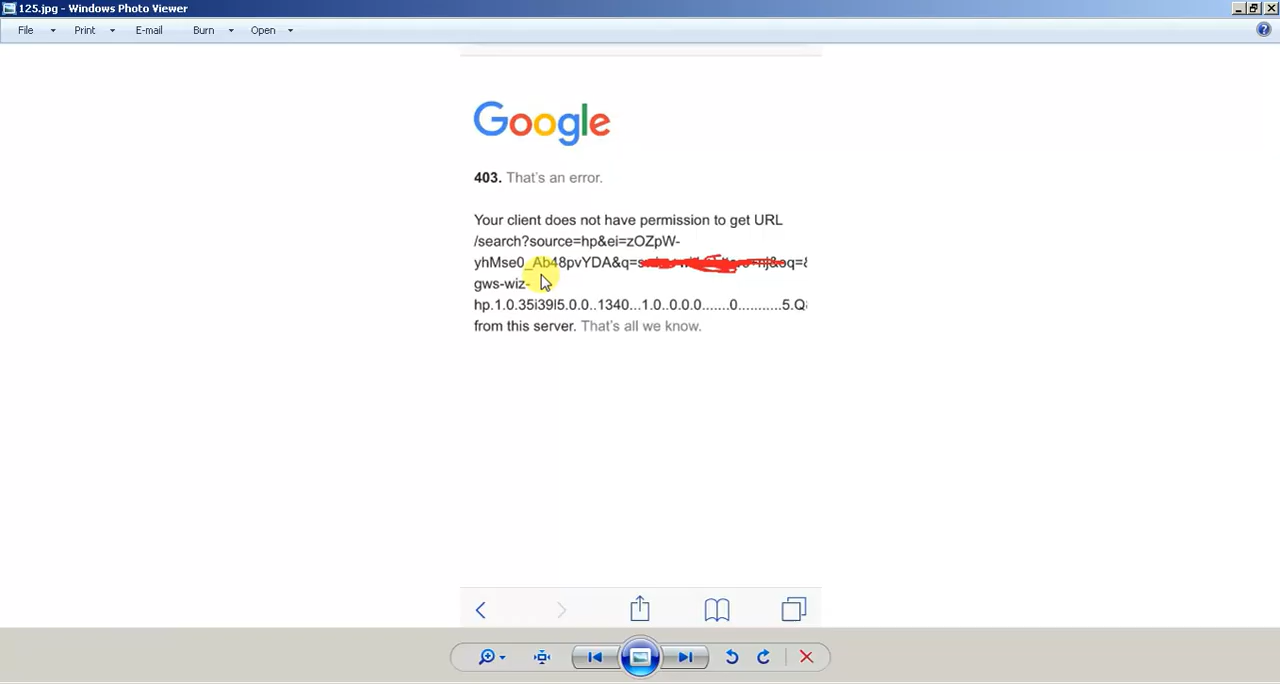 125.jpg - Windows Photo Viewer
File Print E-mail Burn Open
Google
403. That's an error.
Your client does not have permission to get URL
/search?source=hp&ei=zOZpW-
yhMse0_Ab48pvYDA&q=
gws-wiz-
hp.1.0.35i39l5.0.0..1340...1.0..0.0.0.......0...........5.Q
from this server. That's all we know.